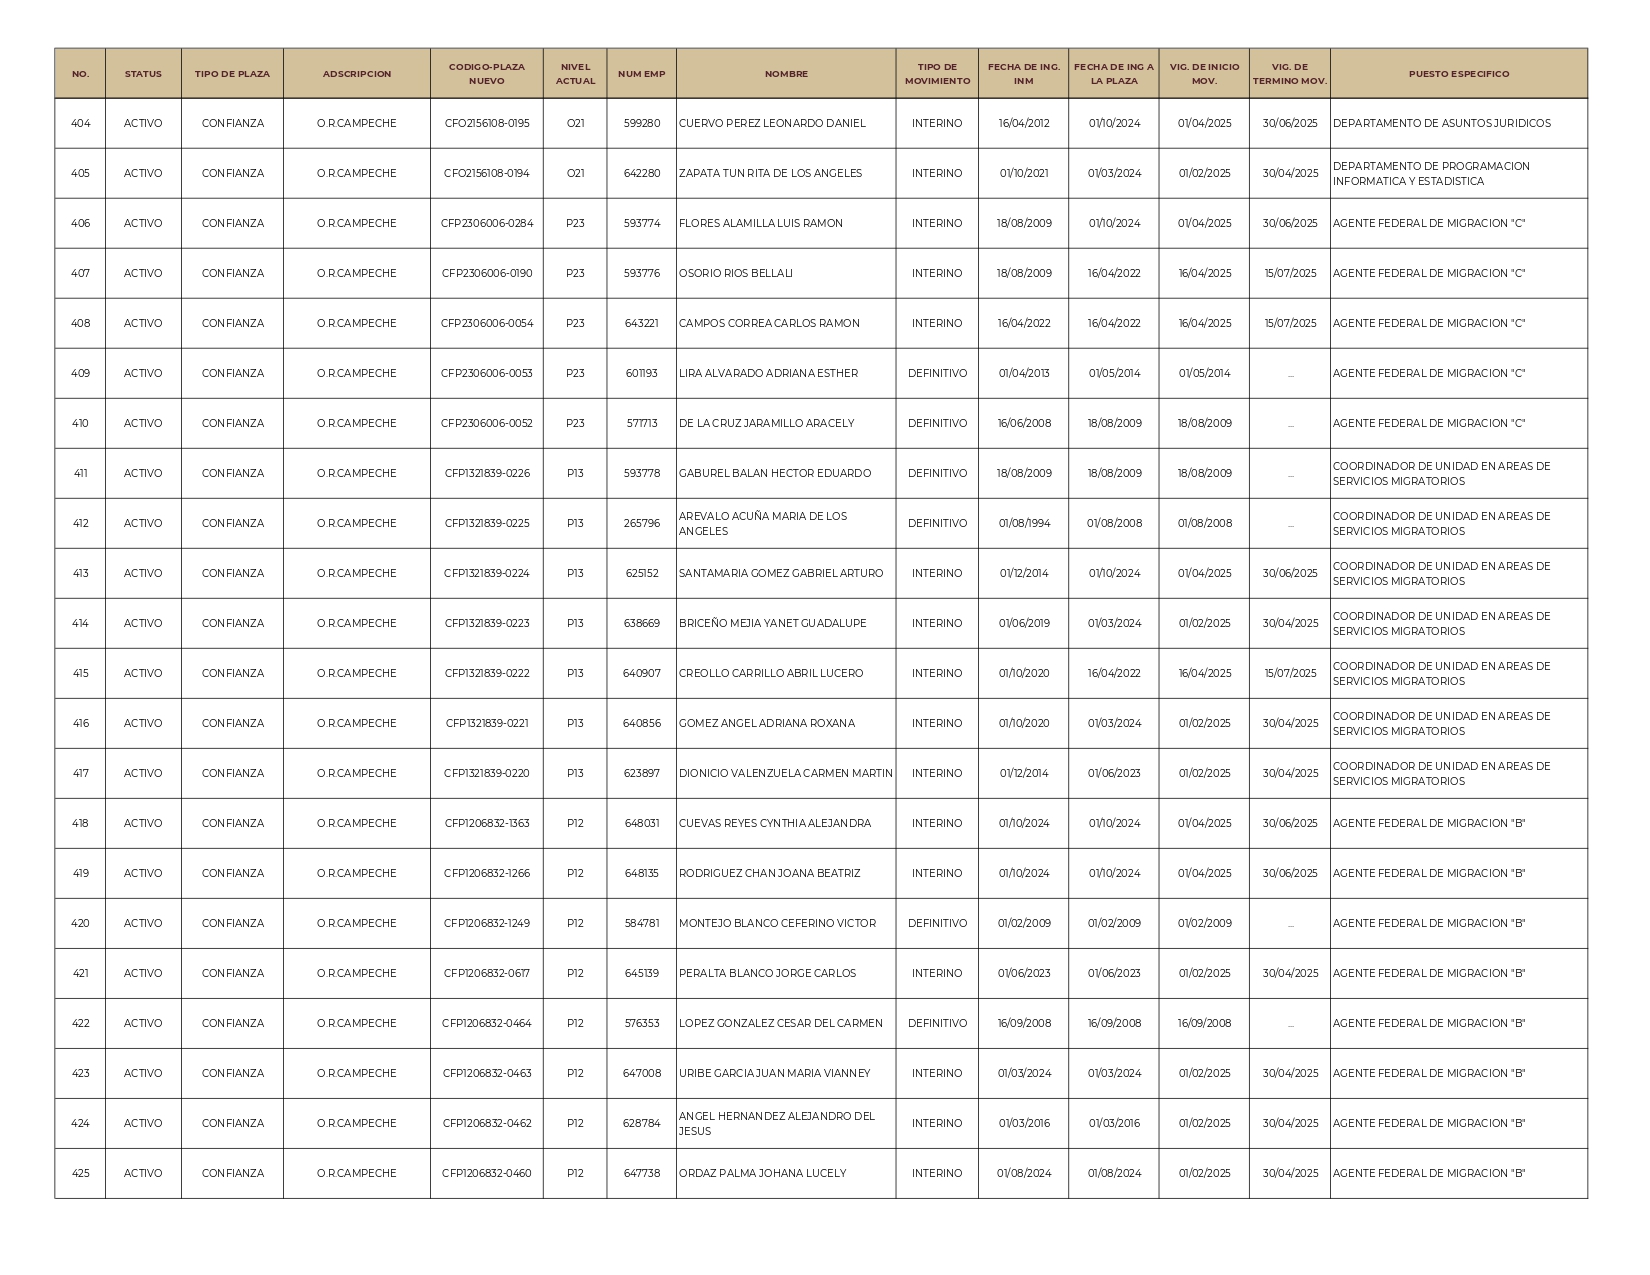 NO. STATUS TIPO DE PLAZA ADSCRIPCION CODIGO-PLAZA NUEVO NIVEL ACTUAL NUM EMP NOMBRE TIPO DE MOVIMIENTO FECHA DE ING. INM FECHA DE ING A LA PLAZA VIG. DE INICIO MOV. VIG. DE TERMINO MOV. PUESTO ESPECIFICO
404 ACTIVO CONFIANZA O.R.CAMPECHE CFO2156108-0195 O21 599280 CUERVO PEREZ LEONARDO DANIEL INTERINO 16/04/2012 01/10/2024 01/04/2025 30/06/2025 DEPARTAMENTO DE ASUNTOS JURIDICOS
405 ACTIVO CONFIANZA O.R.CAMPECHE CFO2156108-0194 O21 642280 ZAPATA TUN RITA DE LOS ANGELES INTERINO 01/10/2021 01/03/2024 01/02/2025 30/04/2025 DEPARTAMENTO DE PROGRAMACION INFORMATICA Y ESTADISTICA
406 ACTIVO CONFIANZA O.R.CAMPECHE CFP2306006-0284 P23 593774 FLORES ALAMILLA LUIS RAMON INTERINO 18/08/2009 01/10/2024 01/04/2025 30/06/2025 AGENTE FEDERAL DE MIGRACION "C"
407 ACTIVO CONFIANZA O.R.CAMPECHE CFP2306006-0190 P23 593776 OSORIO RIOS BELLALI INTERINO 18/08/2009 16/04/2022 16/04/2025 15/07/2025 AGENTE FEDERAL DE MIGRACION "C"
408 ACTIVO CONFIANZA O.R.CAMPECHE CFP2306006-0054 P23 643221 CAMPOS CORREA CARLOS RAMON INTERINO 16/04/2022 16/04/2022 16/04/2025 15/07/2025 AGENTE FEDERAL DE MIGRACION "C"
409 ACTIVO CONFIANZA O.R.CAMPECHE CFP2306006-0053 P23 601193 LIRA ALVARADO ADRIANA ESTHER DEFINITIVO 01/04/2013 01/05/2014 01/05/2014 ... AGENTE FEDERAL DE MIGRACION "C"
410 ACTIVO CONFIANZA O.R.CAMPECHE CFP2306006-0052 P23 571713 DE LA CRUZ JARAMILLO ARACELY DEFINITIVO 16/06/2008 18/08/2009 18/08/2009 ... AGENTE FEDERAL DE MIGRACION "C"
411 ACTIVO CONFIANZA O.R.CAMPECHE CFP1321839-0226 P13 593778 GABUREL BALAN HECTOR EDUARDO DEFINITIVO 18/08/2009 18/08/2009 18/08/2009 ... COORDINADOR DE UNIDAD EN AREAS DE SERVICIOS MIGRATORIOS
412 ACTIVO CONFIANZA O.R.CAMPECHE CFP1321839-0225 P13 265796 AREVALO ACUÑA MARIA DE LOS ANGELES DEFINITIVO 01/08/1994 01/08/2008 01/08/2008 ... COORDINADOR DE UNIDAD EN AREAS DE SERVICIOS MIGRATORIOS
413 ACTIVO CONFIANZA O.R.CAMPECHE CFP1321839-0224 P13 625152 SANTAMARIA GOMEZ GABRIEL ARTURO INTERINO 01/12/2014 01/10/2024 01/04/2025 30/06/2025 COORDINADOR DE UNIDAD EN AREAS DE SERVICIOS MIGRATORIOS
414 ACTIVO CONFIANZA O.R.CAMPECHE CFP1321839-0223 P13 638669 BRICEÑO MEJIA YANET GUADALUPE INTERINO 01/06/2019 01/03/2024 01/02/2025 30/04/2025 COORDINADOR DE UNIDAD EN AREAS DE SERVICIOS MIGRATORIOS
415 ACTIVO CONFIANZA O.R.CAMPECHE CFP1321839-0222 P13 640907 CREOLLO CARRILLO ABRIL LUCERO INTERINO 01/10/2020 16/04/2022 16/04/2025 15/07/2025 COORDINADOR DE UNIDAD EN AREAS DE SERVICIOS MIGRATORIOS
416 ACTIVO CONFIANZA O.R.CAMPECHE CFP1321839-0221 P13 640856 GOMEZ ANGEL ADRIANA ROXANA INTERINO 01/10/2020 01/03/2024 01/02/2025 30/04/2025 COORDINADOR DE UNIDAD EN AREAS DE SERVICIOS MIGRATORIOS
417 ACTIVO CONFIANZA O.R.CAMPECHE CFP1321839-0220 P13 623897 DIONICIO VALENZUELA CARMEN MARTIN INTERINO 01/12/2014 01/06/2023 01/02/2025 30/04/2025 COORDINADOR DE UNIDAD EN AREAS DE SERVICIOS MIGRATORIOS
418 ACTIVO CONFIANZA O.R.CAMPECHE CFP1206832-1363 P12 648031 CUEVAS REYES CYNTHIA ALEJANDRA INTERINO 01/10/2024 01/10/2024 01/04/2025 30/06/2025 AGENTE FEDERAL DE MIGRACION "B"
419 ACTIVO CONFIANZA O.R.CAMPECHE CFP1206832-1266 P12 648135 RODRIGUEZ CHAN JOANA BEATRIZ INTERINO 01/10/2024 01/10/2024 01/04/2025 30/06/2025 AGENTE FEDERAL DE MIGRACION "B"
420 ACTIVO CONFIANZA O.R.CAMPECHE CFP1206832-1249 P12 584781 MONTEJO BLANCO CEFERINO VICTOR DEFINITIVO 01/02/2009 01/02/2009 01/02/2009 ... AGENTE FEDERAL DE MIGRACION "B"
421 ACTIVO CONFIANZA O.R.CAMPECHE CFP1206832-0617 P12 645139 PERALTA BLANCO JORGE CARLOS INTERINO 01/06/2023 01/06/2023 01/02/2025 30/04/2025 AGENTE FEDERAL DE MIGRACION "B"
422 ACTIVO CONFIANZA O.R.CAMPECHE CFP1206832-0464 P12 576353 LOPEZ GONZALEZ CESAR DEL CARMEN DEFINITIVO 16/09/2008 16/09/2008 16/09/2008 ... AGENTE FEDERAL DE MIGRACION "B"
423 ACTIVO CONFIANZA O.R.CAMPECHE CFP1206832-0463 P12 647008 URIBE GARCIA JUAN MARIA VIANNEY INTERINO 01/03/2024 01/03/2024 01/02/2025 30/04/2025 AGENTE FEDERAL DE MIGRACION "B"
424 ACTIVO CONFIANZA O.R.CAMPECHE CFP1206832-0462 P12 628784 ANGEL HERNANDEZ ALEJANDRO DEL JESUS INTERINO 01/03/2016 01/03/2016 01/02/2025 30/04/2025 AGENTE FEDERAL DE MIGRACION "B"
425 ACTIVO CONFIANZA O.R.CAMPECHE CFP1206832-0460 P12 647738 ORDAZ PALMA JOHANA LUCELY INTERINO 01/08/2024 01/08/2024 01/02/2025 30/04/2025 AGENTE FEDERAL DE MIGRACION "B"